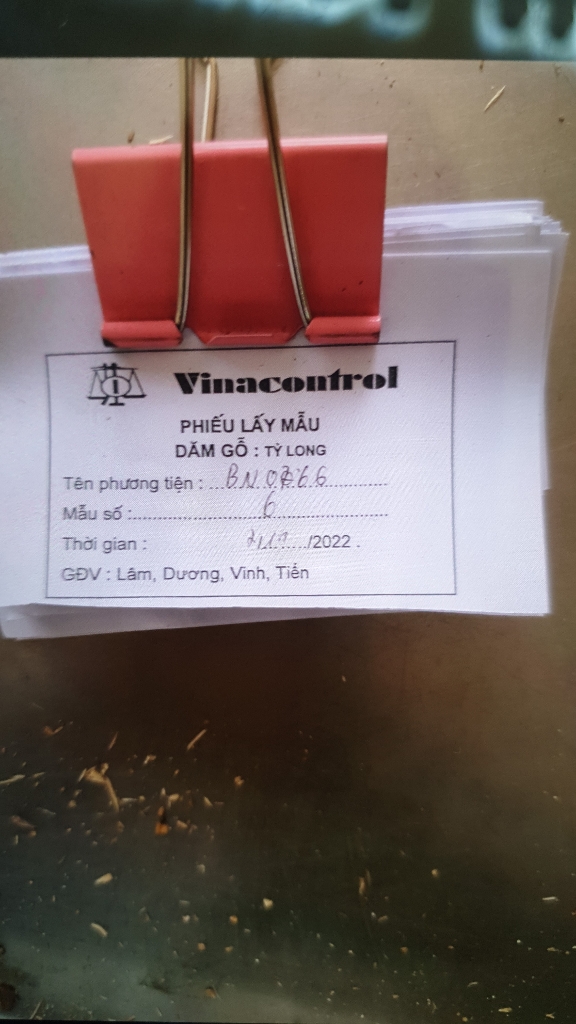 Vinacontrol
PHIẾU LẤY MẪU
DĂM GỖ : TỶ LONG
Tên phương tiện : ...BN 0366
Mẫu số :............6............
Thời gian : ....../2022 .
GĐV : Lâm, Dương, Vinh, Tiến